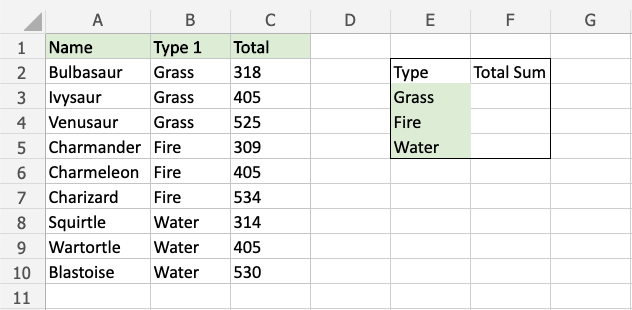 A B C D E F G
1 Name Type 1 Total
2 Bulbasaur Grass 318 Type Total Sum
3 Ivysaur Grass 405 Grass
4 Venusaur Grass 525 Fire
5 Charmander Fire 309 Water
6 Charmeleon Fire 405
7 Charizard Fire 534
8 Squirtle Water 314
9 Wartortle Water 405
10 Blastoise Water 530
11